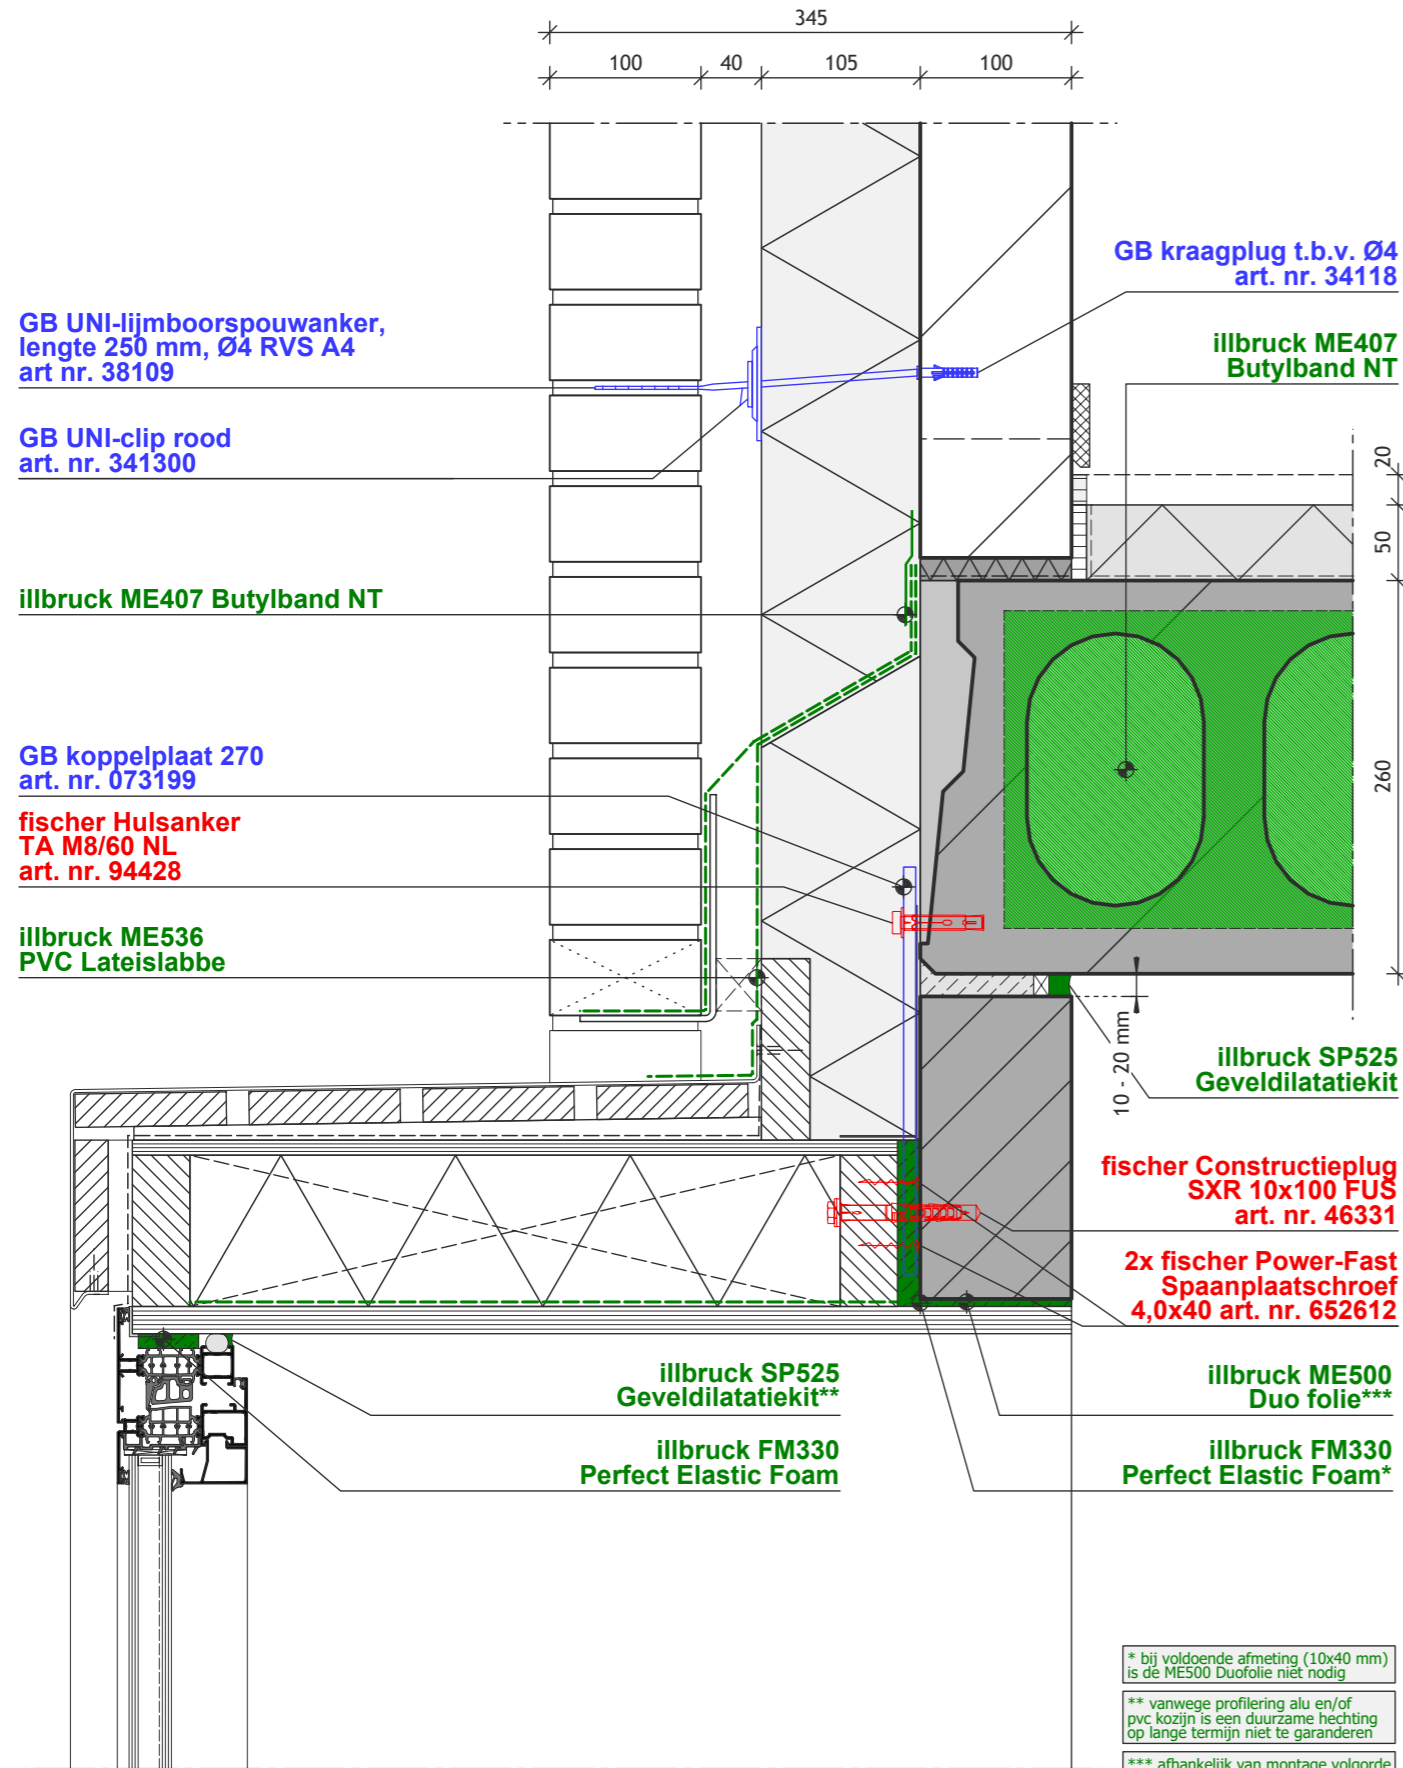 345
100
40
105
100
GB UNI-lijmboorspouwanker,
lengte 250 mm, Ø4 RVS A4
art nr. 38109
GB UNI-clip rood
art. nr. 341300
illbruck ME407 Butylband NT
GB koppelplaat 270
art. nr. 073199
fischer Hulsanker
TA M8/60 NL
art. nr. 94428
illbruck ME536
PVC Lateislabbe
GB kraagplug t.b.v. Ø4
art. nr. 34118
illbruck ME407
Butylband NT
20
50
260
10 - 20 mm
illbruck SP525
Geveldilatatiekit
fischer Constructieplug
SXR 10x100 FUS
art. nr. 46331
2x fischer Power-Fast
Spaanplaatschroef
4,0x40 art. nr. 652612
illbruck SP525
Geveldilatatiekit**
illbruck FM330
Perfect Elastic Foam
illbruck ME500
Duo folie***
illbruck FM330
Perfect Elastic Foam*
* bij voldoende afmeting (10x40 mm)
is de ME500 Duofolie niet nodig
** vanwege profilering alu en/of
pvc kozijn is een duurzame hechting
op lange termijn niet te garanderen
*** afhankelijk van montage volgorde